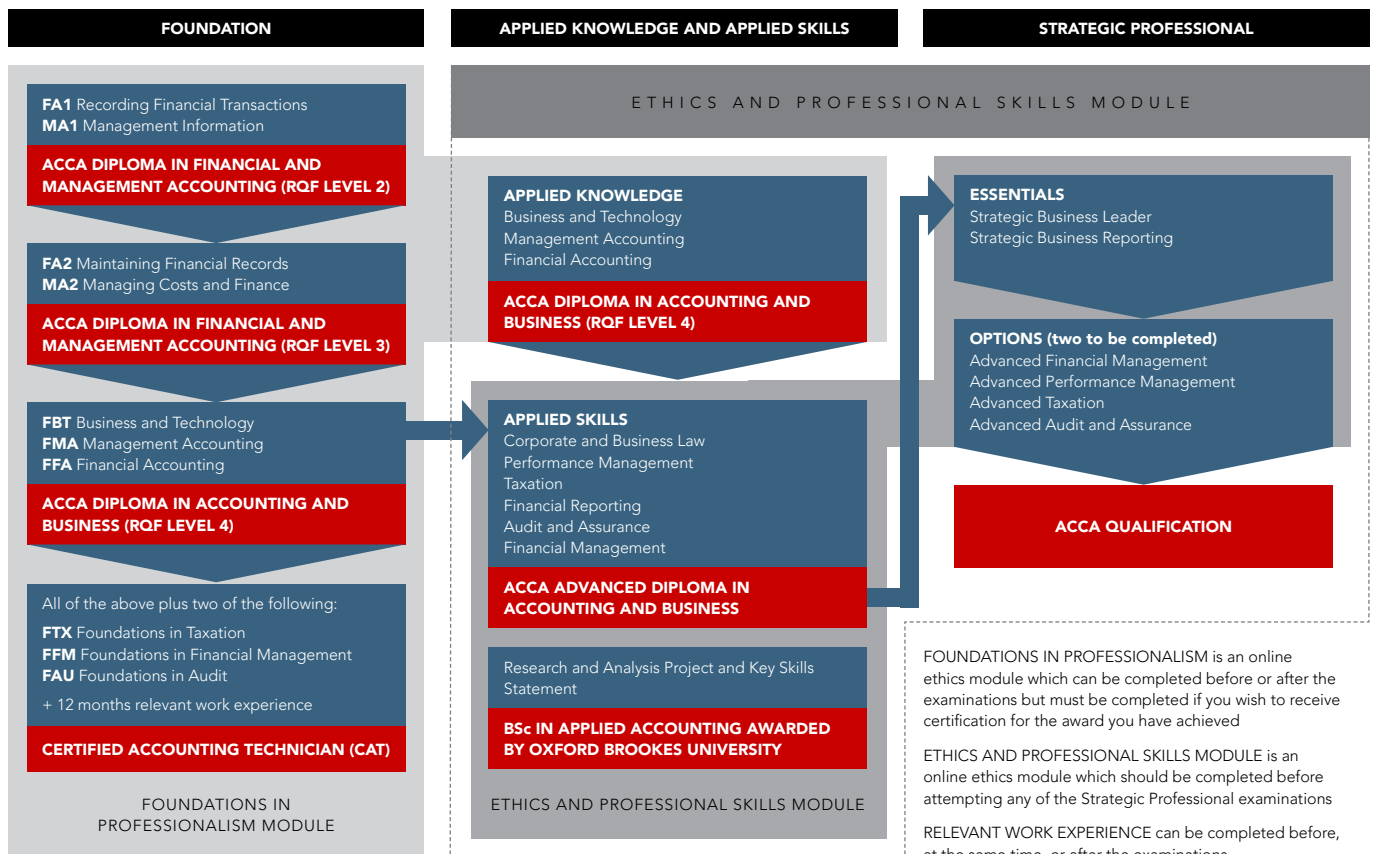 FOUNDATION
FA1 Recording Financial Transactions
MA1 Management Information
ACCA DIPLOMA IN FINANCIAL AND
MANAGEMENT ACCOUNTING (RQF LEVEL 2)
FA2 Maintaining Financial Records
MA2 Managing Costs and Finance
ACCA DIPLOMA IN FINANCIAL AND
MANAGEMENT ACCOUNTING (RQF LEVEL 3)
FBT Business and Technology
FMA Management Accounting
FFA Financial Accounting
ACCA DIPLOMA IN ACCOUNTING AND
BUSINESS (RQF LEVEL 4)
All of the above plus two of the following:
FTX Foundations in Taxation
FFM Foundations in Financial Management
FAU Foundations in Audit
+ 12 months relevant work experience
CERTIFIED ACCOUNTING TECHNICIAN (CAT)
FOUNDATIONS IN
PROFESSIONALISM MODULE
APPLIED KNOWLEDGE AND APPLIED SKILLS
STRATEGIC PROFESSIONAL
ETHICS AND PROFESSIONAL SKILLS MODULE
APPLIED KNOWLEDGE
Business and Technology
Management Accounting
Financial Accounting
ACCA DIPLOMA IN ACCOUNTING AND
BUSINESS (RQF LEVEL 4)
APPLIED SKILLS
Corporate and Business Law
Performance Management
Taxation
Financial Reporting
Audit and Assurance
Financial Management
ACCA ADVANCED DIPLOMA IN
ACCOUNTING AND BUSINESS
Research and Analysis Project and Key Skills
Statement
BSc IN APPLIED ACCOUNTING AWARDED
BY OXFORD BROOKES UNIVERSITY
ETHICS AND PROFESSIONAL SKILLS MODULE
ESSENTIALS
Strategic Business Leader
Strategic Business Reporting
OPTIONS (two to be completed)
Advanced Financial Management
Advanced Performance Management
Advanced Taxation
Advanced Audit and Assurance
ACCA QUALIFICATION
FOUNDATIONS IN PROFESSIONALISM is an online
ethics module which can be completed before or after the
examinations but must be completed if you wish to receive
certification for the award you have achieved
ETHICS AND PROFESSIONAL SKILLS MODULE is an
online ethics module which should be completed before
attempting any of the Strategic Professional examinations
RELEVANT WORK EXPERIENCE can be completed before,
at the same time, or after the examinations